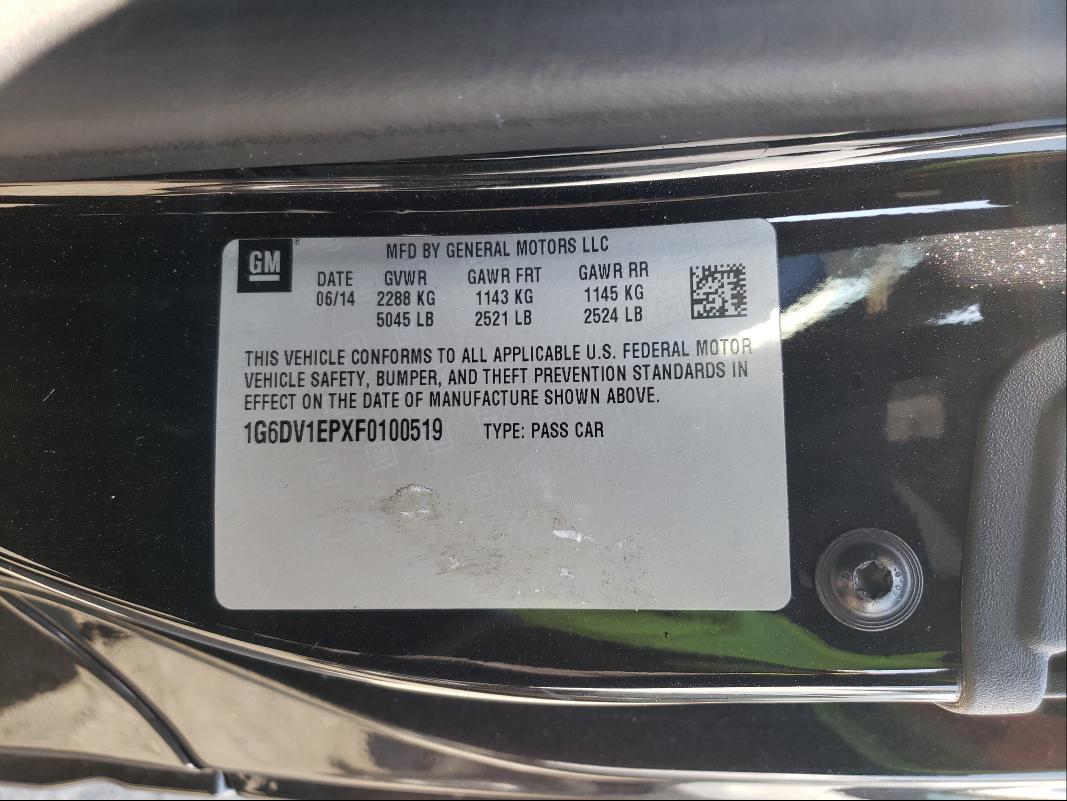 GM
MFD BY GENERAL MOTORS LLC
DATE GVWR GAWR FRT GAWR RR
06/14 2288 KG 1143 KG 1145 KG
5045 LB 2521 LB 2524 LB
THIS VEHICLE CONFORMS TO ALL APPLICABLE U.S. FEDERAL MOTOR
VEHICLE SAFETY, BUMPER, AND THEFT PREVENTION STANDARDS IN
EFFECT ON THE DATE OF MANUFACTURE SHOWN ABOVE.
1G6DV1EPXF0100519 TYPE: PASS CAR